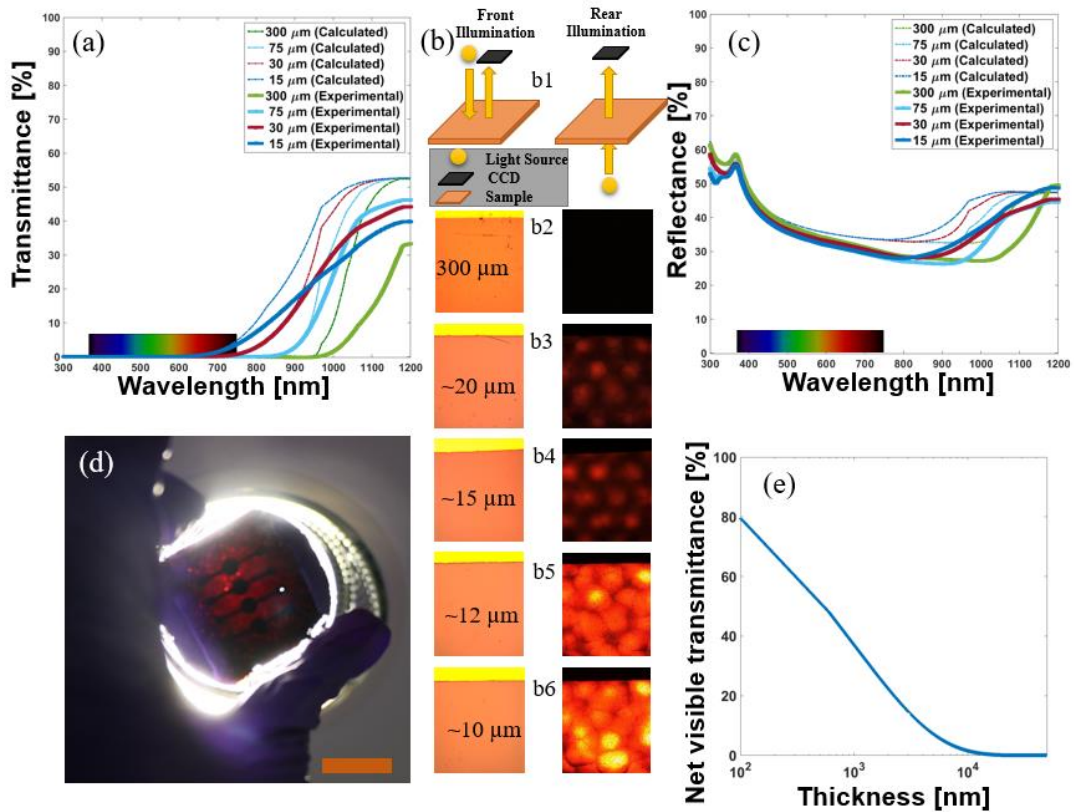 (a)
Transmittance [%]
100
90
80
70
60
50
40
30
20
10
0
300 400 500 600 700 800 900 1000 1100 1200
Wavelength [nm]
300 μm (Calculated)
75 μm (Calculated)
30 μm (Calculated)
15 μm (Calculated)
300 μm (Experimental)
75 μm (Experimental)
30 μm (Experimental)
15 μm (Experimental)
(b)
Front
Illumination
Rear
Illumination
b1
Light Source
CCD
Sample
b2
300 μm
b3
~20 μm
b4
~15 μm
b5
~12 μm
b6
~10 μm
(c)
Reflectance [%]
100
90
80
70
60
50
40
30
20
10
0
300 400 500 600 700 800 900 1000 1100 1200
Wavelength [nm]
300 μm (Calculated)
75 μm (Calculated)
30 μm (Calculated)
15 μm (Calculated)
300 μm (Experimental)
75 μm (Experimental)
30 μm (Experimental)
15 μm (Experimental)
(d)
(e)
Net visible transmittance [%]
100
80
60
40
20
0
10² 10³ 10⁴
Thickness [nm]